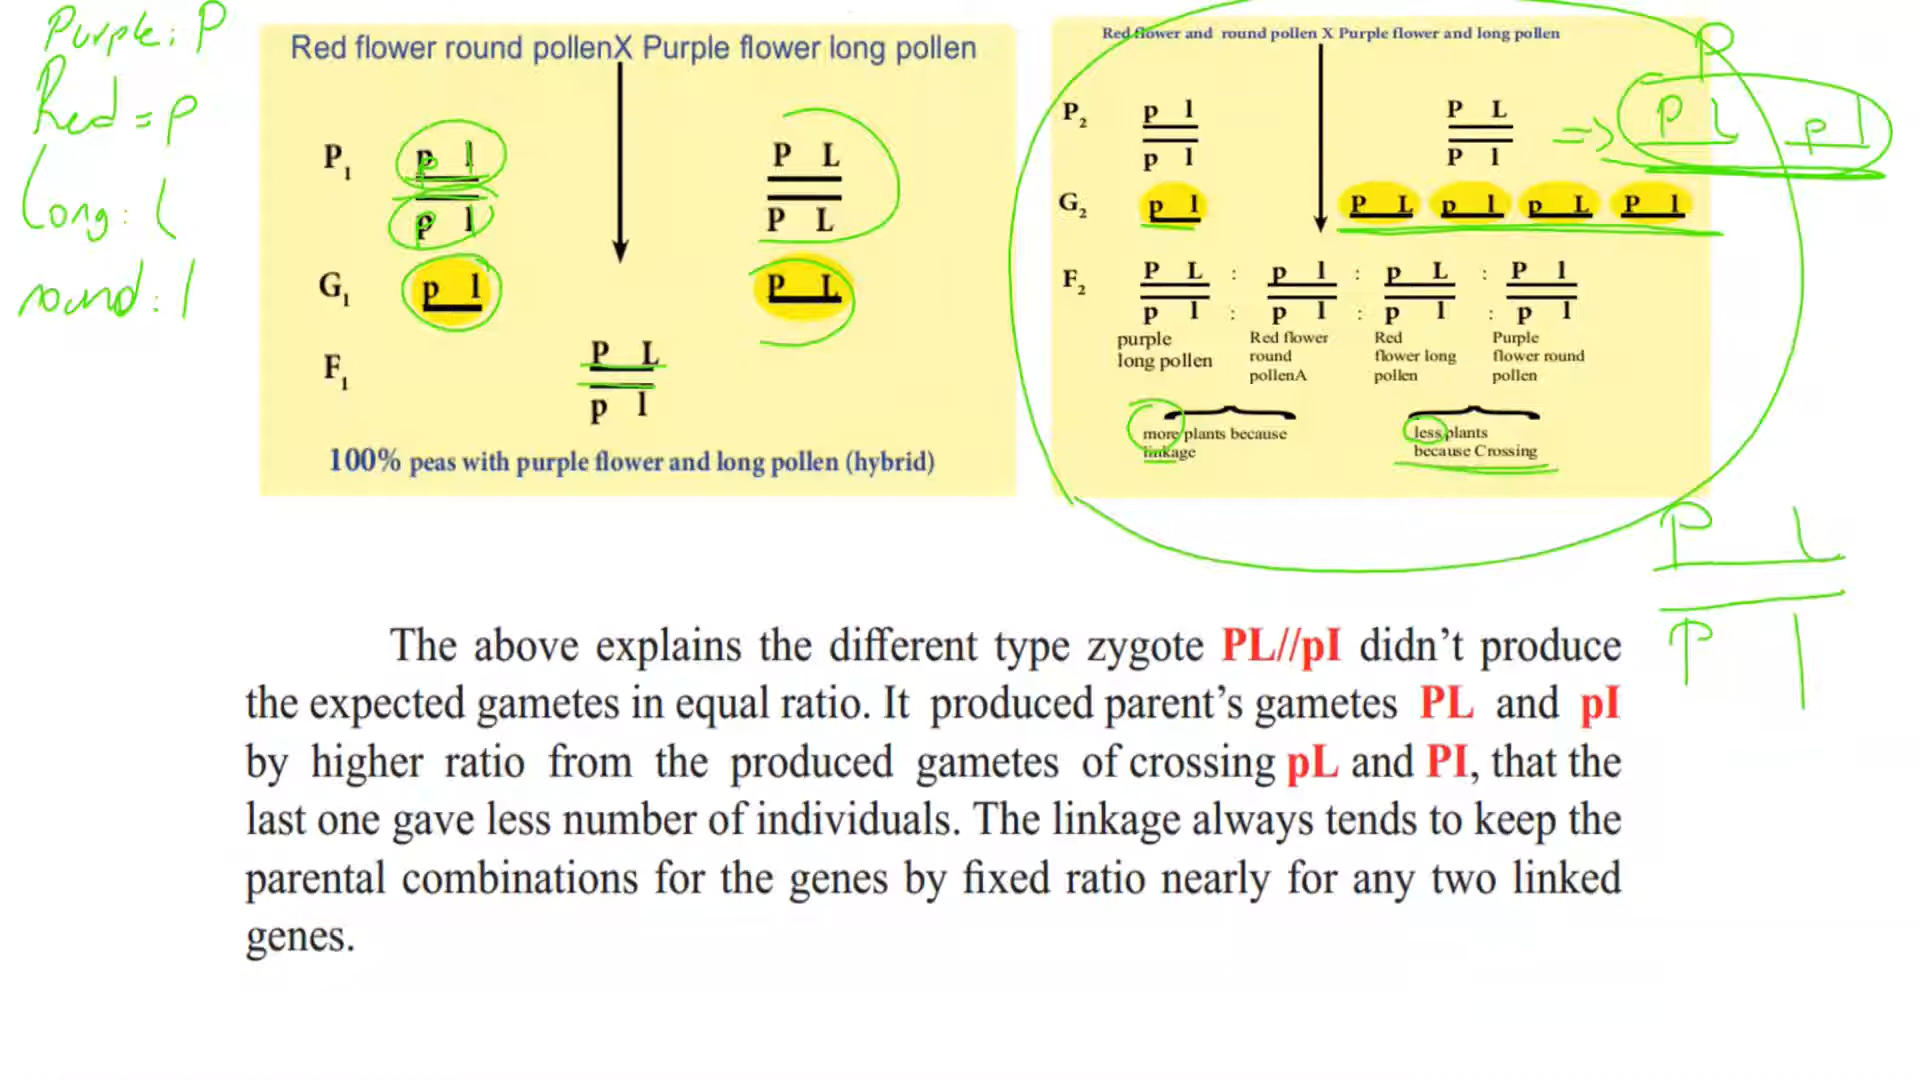 Purple: P
Red = p
Long: L
round: l
Red flower round pollenX Purple flower long pollen
P1 p l P L
p l P L
G1 p l P L
F1 P L
p l
100% peas with purple flower and long pollen (hybrid)
Red flower and round pollen X Purple flower and long pollen
P2 p l P L
p l P l
G2 p l P L p l p L P l
F2 P L : p l : p L : P l
p l : p l : p l : p l
purple
long pollen
Red flower
round
pollenA
Red
flower long
pollen
Purple
flower round
pollen
more plants because
linkage
less plants
because Crossing
P
p L p l
=>
P l
P l
The above explains the different type zygote PL//pI didn’t produce
the expected gametes in equal ratio. It produced parent’s gametes PL and pI
by higher ratio from the produced gametes of crossing pL and PI, that the
last one gave less number of individuals. The linkage always tends to keep the
parental combinations for the genes by fixed ratio nearly for any two linked
genes.